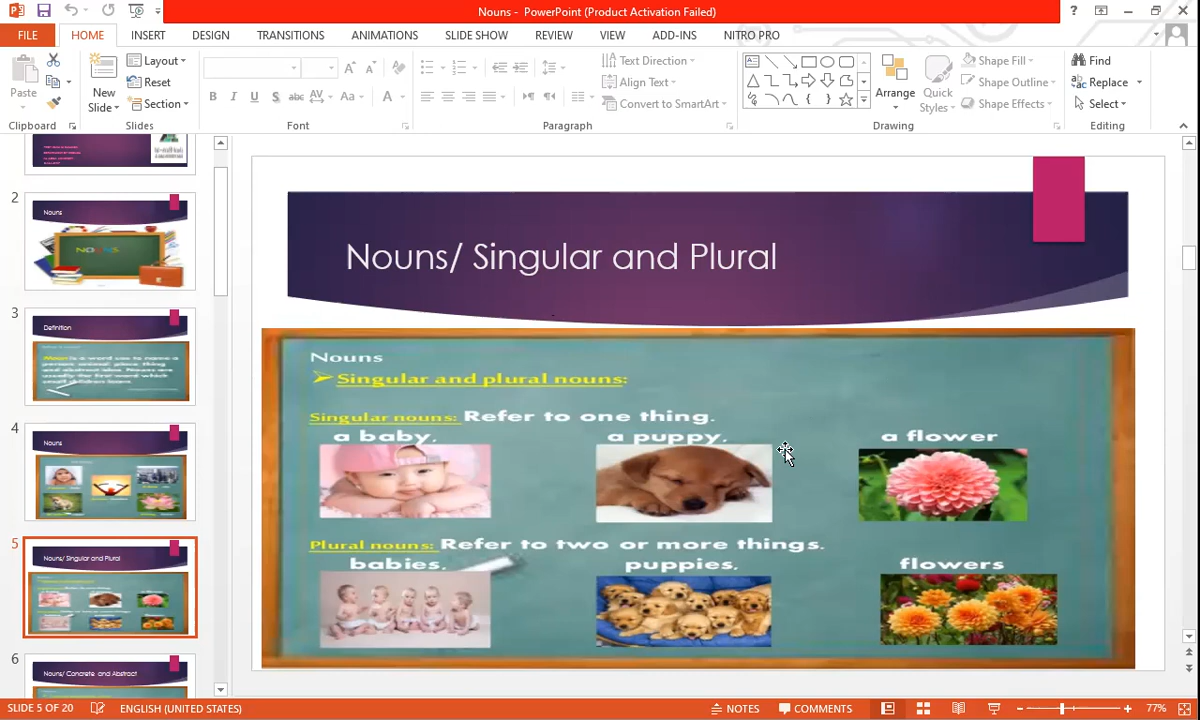 Nouns - PowerPoint (Product Activation Failed)
FILE HOME INSERT DESIGN TRANSITIONS ANIMATIONS SLIDE SHOW REVIEW VIEW ADD-INS NITRO PRO
Paste
New Slide
Layout
Reset
Section
Text Direction
Align Text
Convert to SmartArt
Arrange
Quick Styles
Shape Fill
Shape Outline
Shape Effects
Find
Replace
Select
Clipboard Slides Font Paragraph Drawing Editing
2
Nouns
NOUNS
3
Definition
4
Nouns
5
Nouns/ Singular and Plural
6
Nouns/ Concrete and Abstract
Nouns/ Singular and Plural
Nouns
Singular and plural nouns:
Singular nouns: Refer to one thing.
a baby, a puppy, a flower
Plural nouns: Refer to two or more things.
babies, puppies, flowers
SLIDE 5 OF 20 ENGLISH (UNITED STATES) NOTES COMMENTS 77%